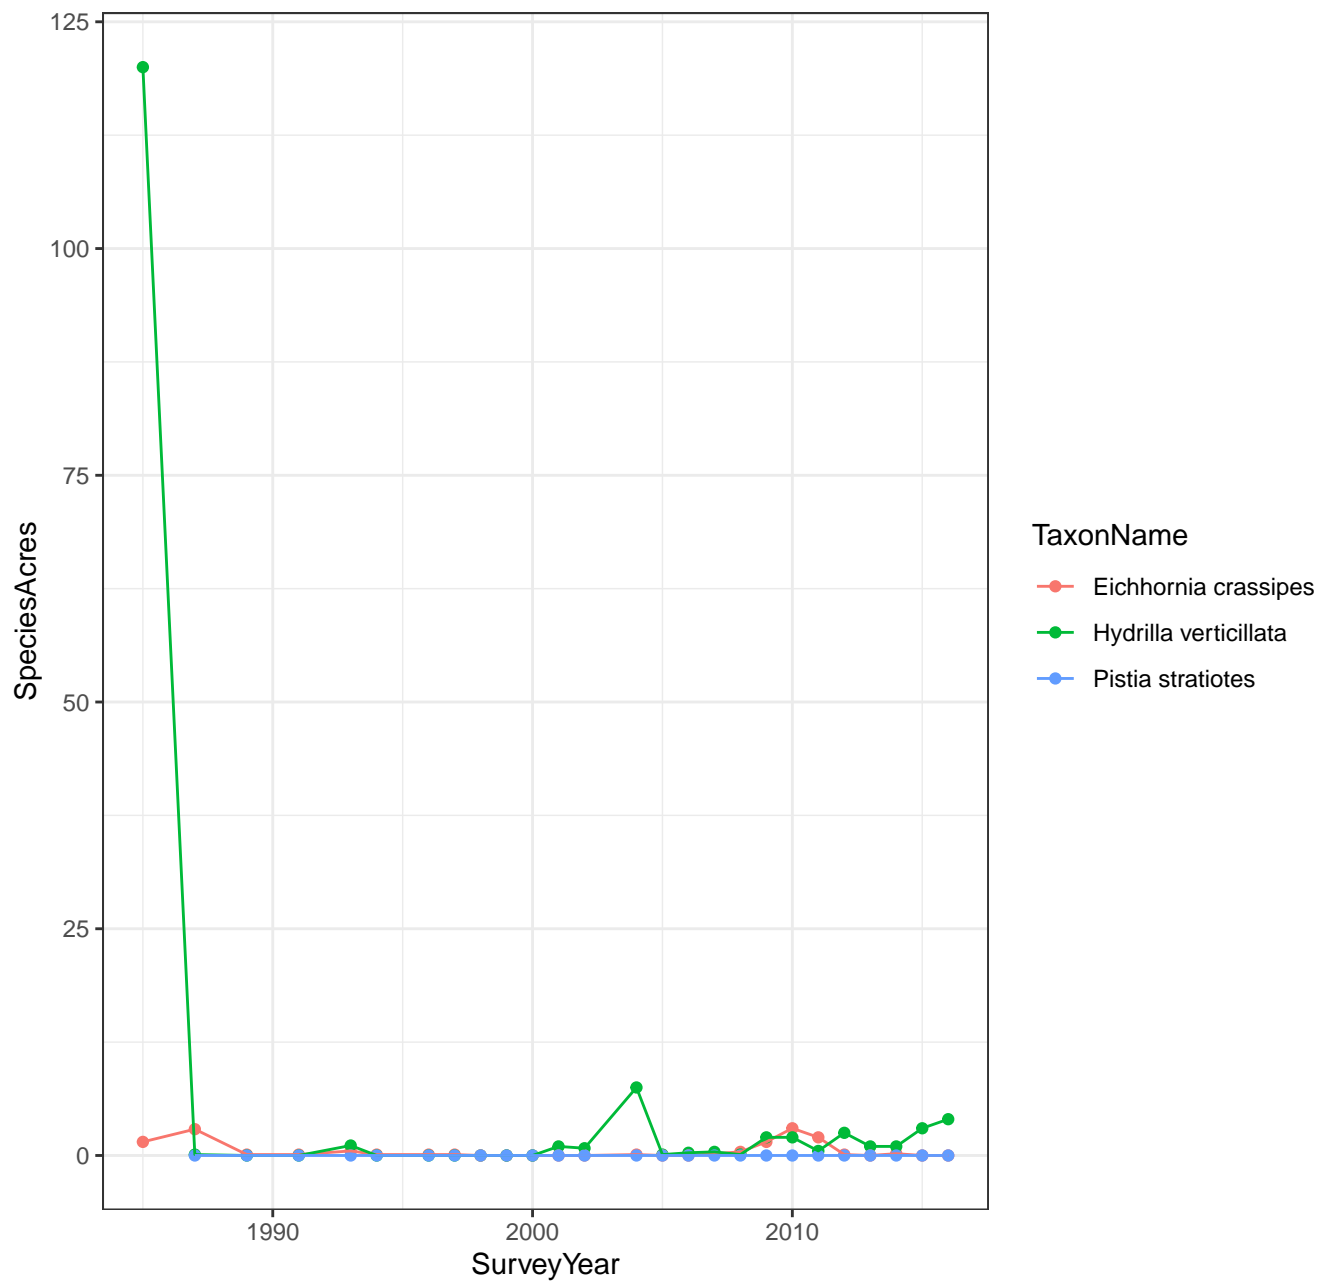 125
100
75
50
25
0
SpeciesAcres
1990 2000 2010
SurveyYear
TaxonName
Eichhornia crassipes
Hydrilla verticillata
Pistia stratiotes